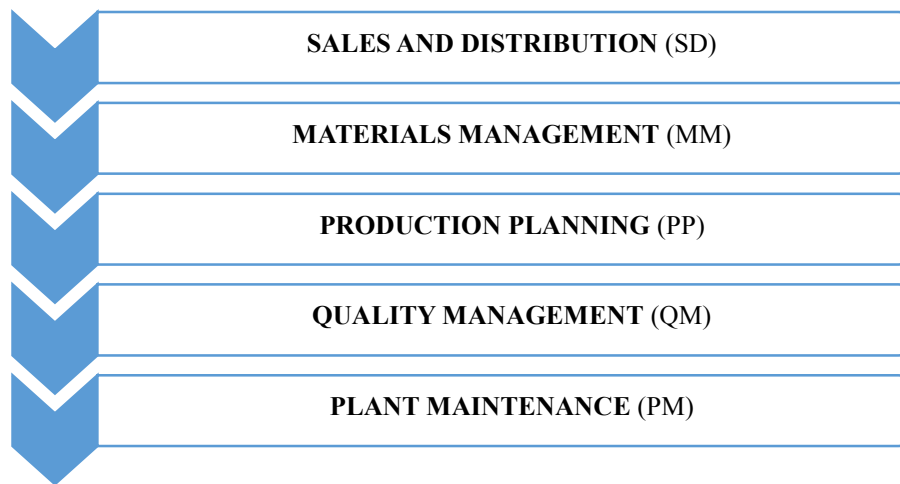 SALES AND DISTRIBUTION (SD)
MATERIALS MANAGEMENT (MM)
PRODUCTION PLANNING (PP)
QUALITY MANAGEMENT (QM)
PLANT MAINTENANCE (PM)